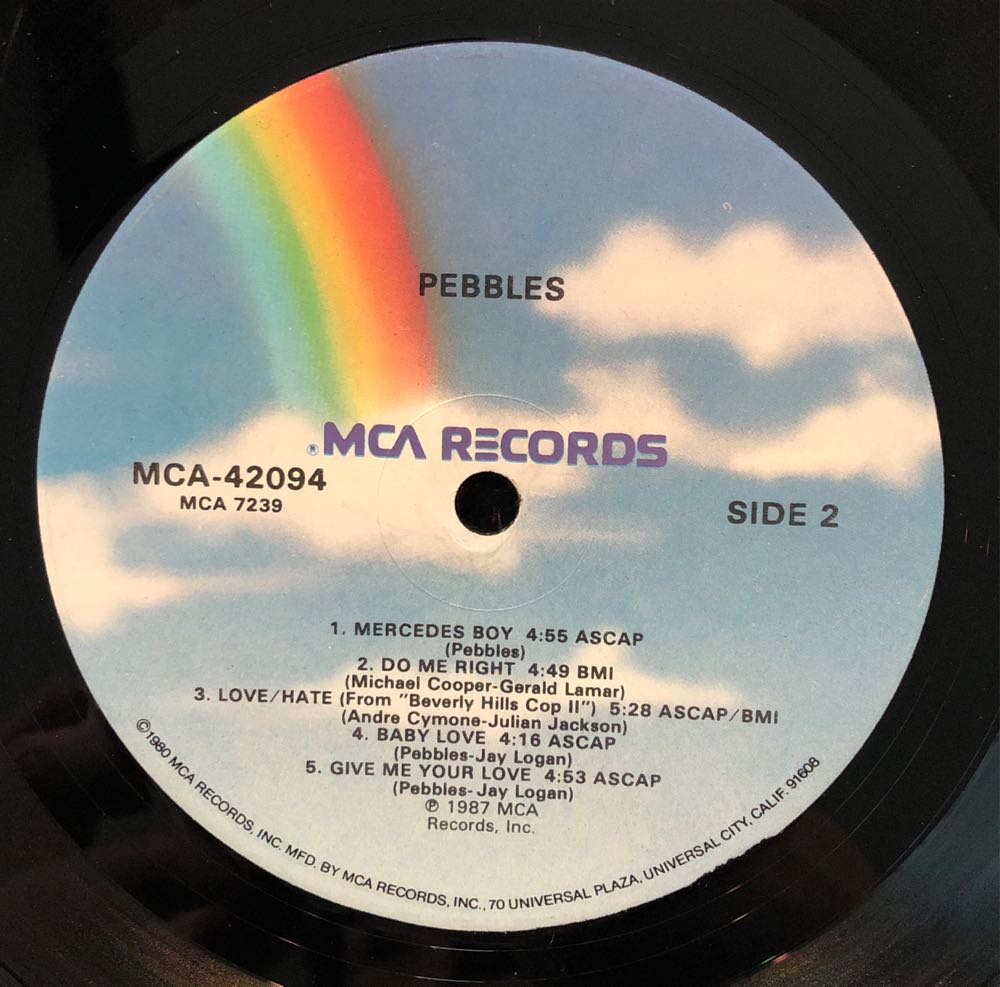 PEBBLES
®MCA RECORDS
MCA-42094
MCA 7239
SIDE 2
1. MERCEDES BOY 4:55 ASCAP
(Pebbles)
2. DO ME RIGHT 4:49 BMI
(Michael Cooper-Gerald Lamar)
3. LOVE/HATE (From "Beverly Hills Cop II") 5:28 ASCAP/BMI
(Andre Cymone-Julian Jackson)
4. BABY LOVE 4:16 ASCAP
(Pebbles-Jay Logan)
5. GIVE ME YOUR LOVE 4:53 ASCAP
(Pebbles-Jay Logan)
℗ 1987 MCA
Records, Inc.
©1980 MCA RECORDS, INC. MFD. BY MCA RECORDS, INC., 70 UNIVERSAL PLAZA, UNIVERSAL CITY, CALIF. 91608